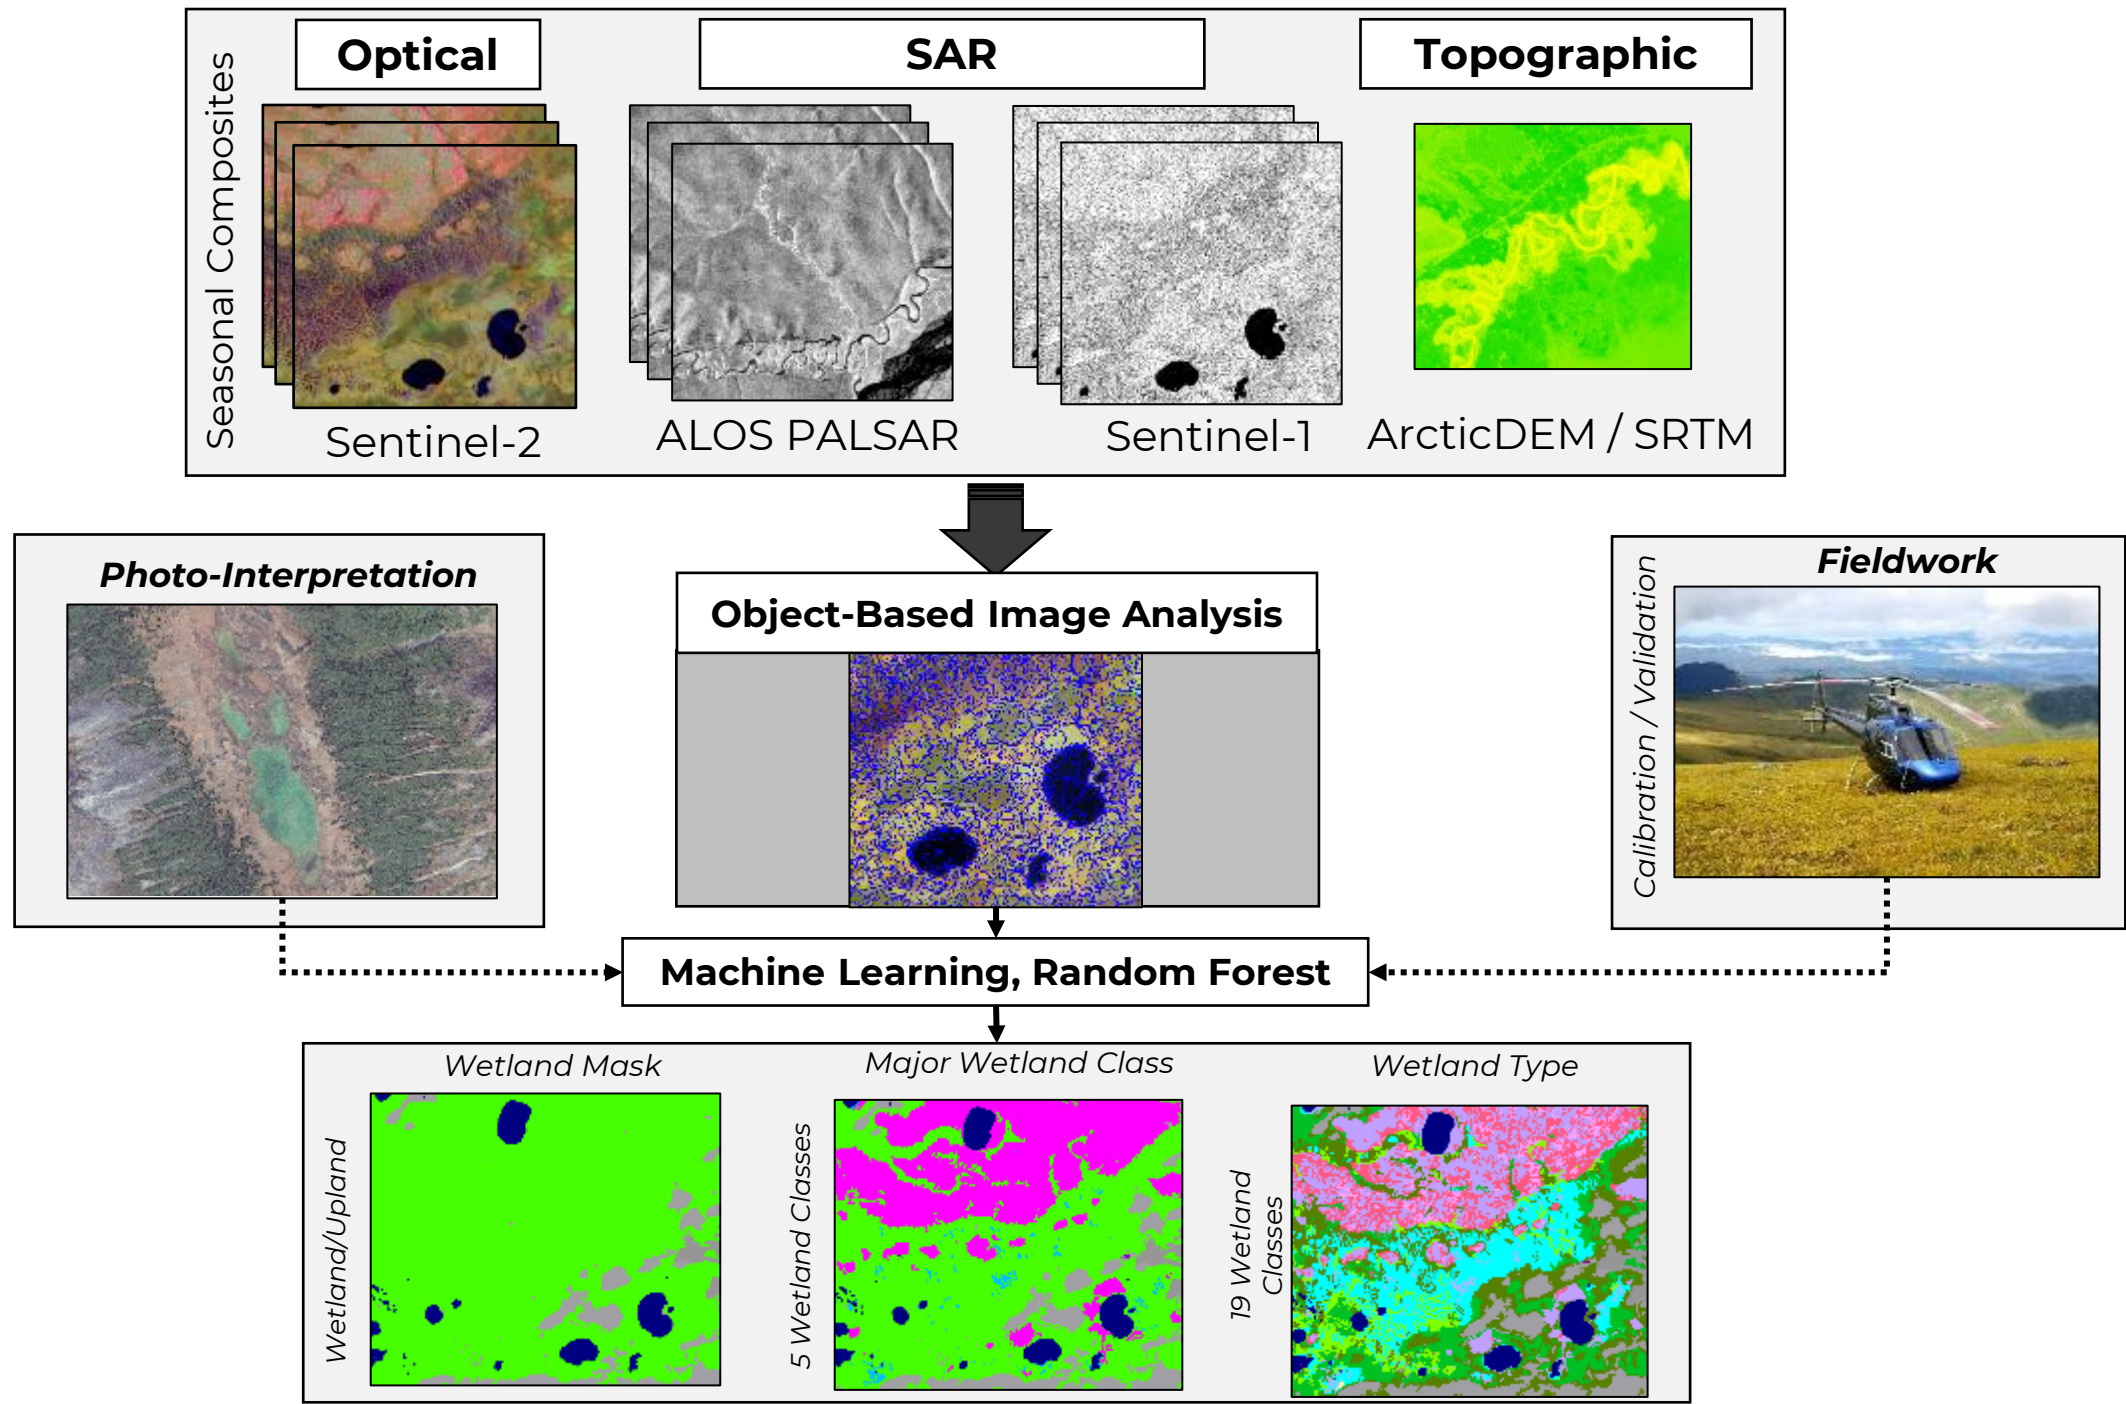 Seasonal Composites
Optical
SAR
Topographic
Sentinel-2
ALOS PALSAR
Sentinel-1
ArcticDEM / SRTM
Photo-Interpretation
Object-Based Image Analysis
Calibration / Validation
Fieldwork
Machine Learning, Random Forest
Wetland Mask
Major Wetland Class
Wetland Type
Wetland/Upland
5 Wetland Classes
19 Wetland
Classes